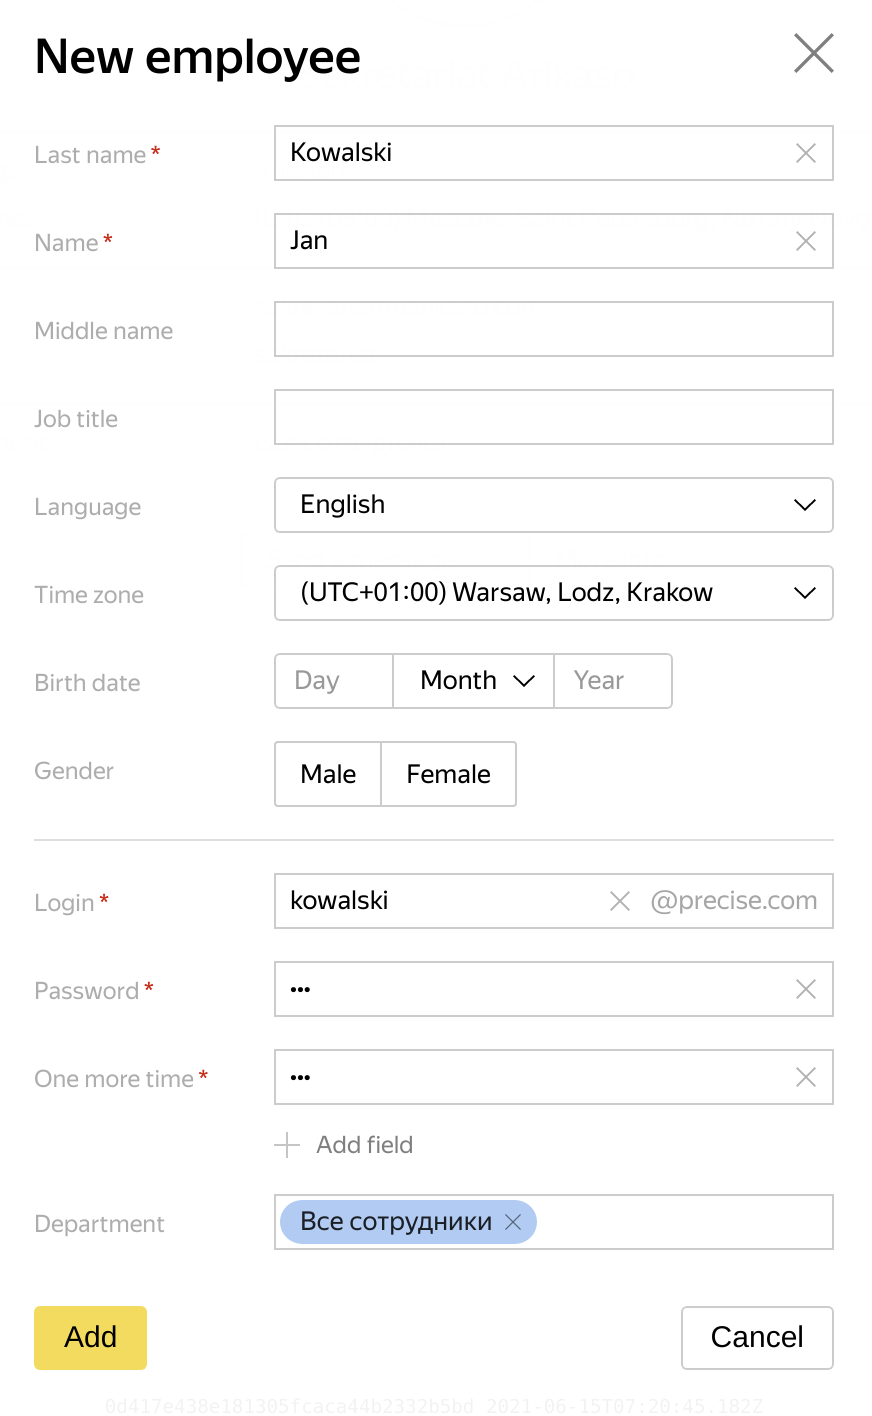 New employee
Last name *
Kowalski
Name *
Jan
Middle name
Job title
Language
English
Time zone
(UTC+01:00) Warsaw, Lodz, Krakow
Birth date
Day Month Year
Gender
Male Female
Login *
kowalski @precise.com
Password *
•••
One more time *
•••
Add field
Department
Все сотрудники
Add Cancel
0d417e438e181305fcaca44b2332b5bd 2021-06-15T07:20:45.182Z